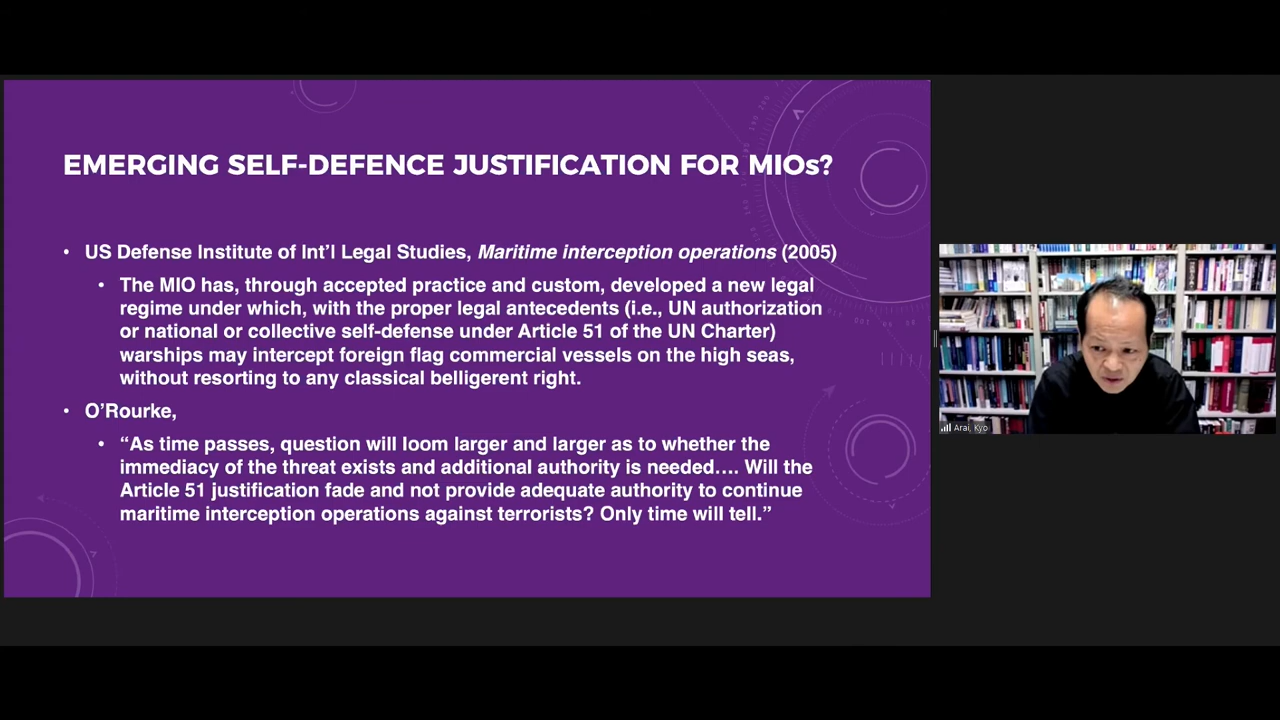 EMERGING SELF-DEFENCE JUSTIFICATION FOR MIOs?
• US Defense Institute of Int'l Legal Studies, Maritime interception operations (2005)
• The MIO has, through accepted practice and custom, developed a new legal
regime under which, with the proper legal antecedents (i.e., UN authorization
or national or collective self-defense under Article 51 of the UN Charter)
warships may intercept foreign flag commercial vessels on the high seas,
without resorting to any classical belligerent right.
• O'Rourke,
• “As time passes, question will loom larger and larger as to whether the
immediacy of the threat exists and additional authority is needed…. Will the
Article 51 justification fade and not provide adequate authority to continue
maritime interception operations against terrorists? Only time will tell.”
Arai, Kyo